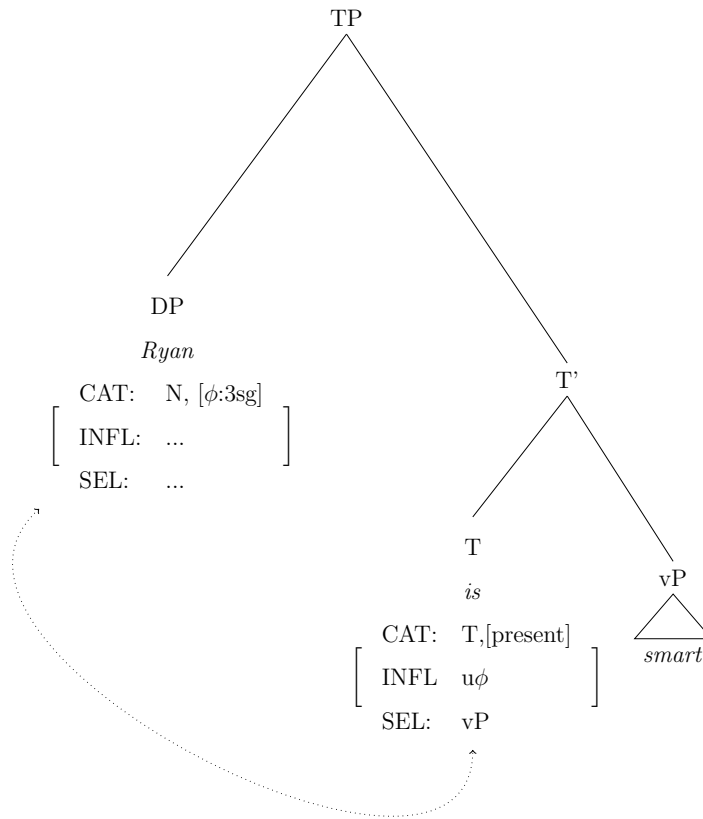 TP
DP
Ryan
CAT: N, [ϕ:3sg]
INFL: ...
SEL: ...
T'
T
is
CAT: T,[present]
INFL uϕ
SEL: vP
vP
smart